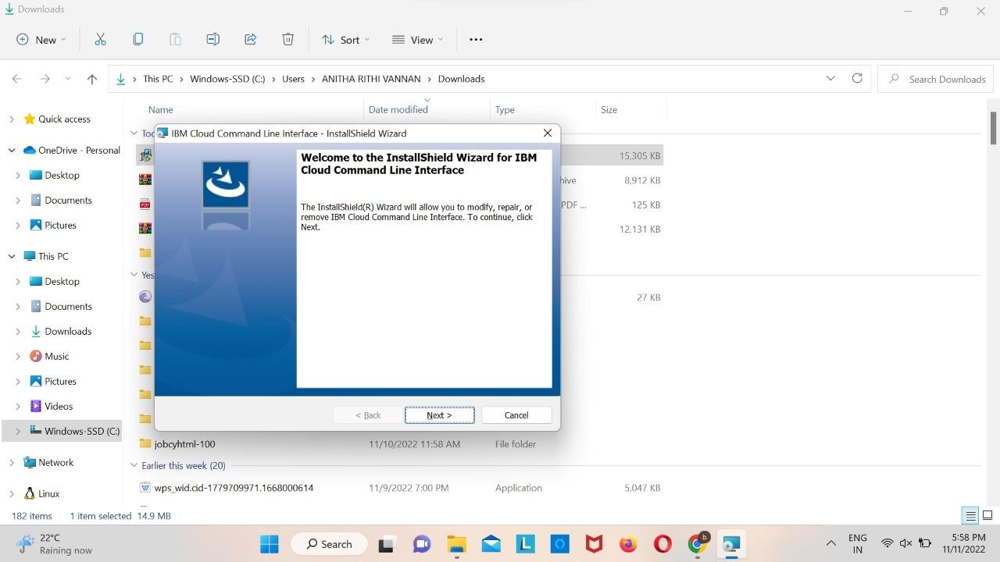 Downloads
New
Sort
View
This PC
Windows-SSD (C:)
Users
ANITHA RITHI VANNAN
Downloads
Search Downloads
Name
Date modified
Type
Size
Quick access
OneDrive - Personal
Desktop
Documents
Pictures
This PC
Desktop
Documents
Downloads
Music
Pictures
Videos
Windows-SSD (C:)
Network
Linux
15,305 KB
8,912 KB
PDF ...
125 KB
12,131 KB
27 KB
IBM Cloud Command Line Interface - InstallShield Wizard
Welcome to the InstallShield Wizard for IBM
Cloud Command Line Interface
The InstallShield(R) Wizard will allow you to modify, repair, or
remove IBM Cloud Command Line Interface. To continue, click
Next.
< Back
Next >
Cancel
jobcyhtml-100
11/10/2022 11:58 AM
File folder
Earlier this week (20)
wps_wid.cid-1779709971.1668000614
11/9/2022 7:00 PM
Application
5,047 KB
182 items
1 item selected 14.9 MB
22°C
Raining now
Search
ENG
IN
5:58 PM
11/11/2022